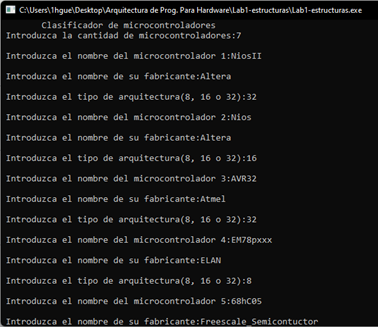 C:\Users\1hgue\Desktop\Arquitectura de Prog. Para Hardware\Lab1-estructuras\Lab1-estructuras.exe
Clasificador de microcontroladores
Introduzca la cantidad de microcontroladores:7
Introduzca el nombre del microcontrolador 1:NiosII
Introduzca el nombre de su fabricante:Altera
Introduzca el tipo de arquitectura(8, 16 o 32):32
Introduzca el nombre del microcontrolador 2:Nios
Introduzca el nombre de su fabricante:Altera
Introduzca el tipo de arquitectura(8, 16 o 32):16
Introduzca el nombre del microcontrolador 3:AVR32
Introduzca el nombre de su fabricante:Atmel
Introduzca el tipo de arquitectura(8, 16 o 32):32
Introduzca el nombre del microcontrolador 4:EM78pxxx
Introduzca el nombre de su fabricante:ELAN
Introduzca el tipo de arquitectura(8, 16 o 32):8
Introduzca el nombre del microcontrolador 5:68hC05
Introduzca el nombre de su fabricante:Freescale_Semicontuctor